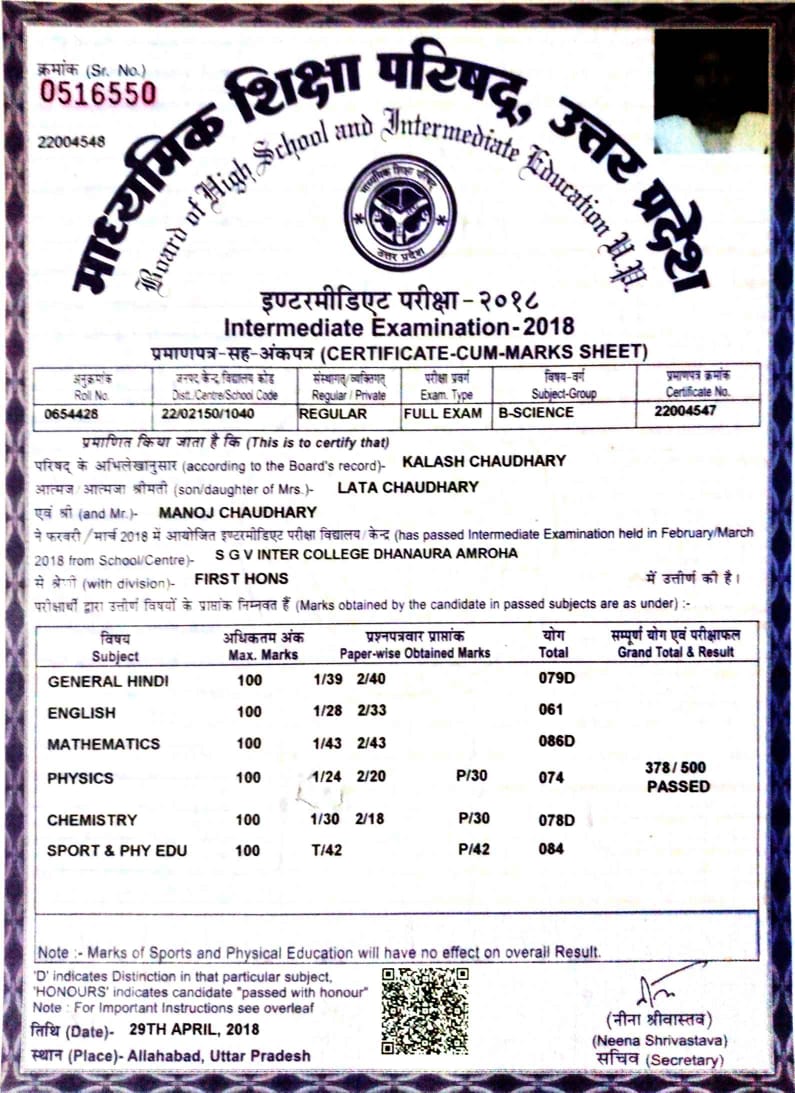 क्रमांक (Sr. No.)
0516550
22004548
माध्यमिक शिक्षा परिषद्, उत्तर प्रदेश
Board of High School and Intermediate Education U.P.
माध्यमिक शिक्षा परिषद्
उत्तर प्रदेश
इण्टरमीडिएट परीक्षा - २०१८
Intermediate Examination - 2018
प्रमाणपत्र-सह-अंकपत्र (CERTIFICATE-CUM-MARKS SHEET)
अनुक्रमांक जनपद केन्द्र विद्यालय कोड संस्थागत्/व्यक्तिगत् परीक्षा प्रवर्ग विषय-वर्ग प्रमाणपत्र क्रमांक
Roll No. Dist./Centre/School Code Regular / Private Exam. Type Subject-Group Certificate No.
0654428 22/02150/1040 REGULAR FULL EXAM B-SCIENCE 22004547
प्रमाणित किया जाता है कि (This is to certify that)
परिषद् के अभिलेखानुसार (according to the Board's record)- KALASH CHAUDHARY
आत्मज/आत्मजा श्रीमती (son/daughter of Mrs.)- LATA CHAUDHARY
एवं श्री (and Mr.)- MANOJ CHAUDHARY
ने फरवरी/मार्च 2018 में आयोजित इण्टरमीडिएट परीक्षा विद्यालय/केन्द्र (has passed Intermediate Examination held in February/March
2018 from School/Centre)- S G V INTER COLLEGE DHANAURA AMROHA
से श्रेणी (with division)- FIRST HONS में उत्तीर्ण की है।
परीक्षार्थी द्वारा उत्तीर्ण विषयों के प्राप्तांक निम्नवत हैं (Marks obtained by the candidate in passed subjects are as under) :-
विषय अधिकतम अंक प्रश्नपत्रवार प्राप्तांक योग सम्पूर्ण योग एवं परीक्षाफल
Subject Max. Marks Paper-wise Obtained Marks Total Grand Total & Result
GENERAL HINDI 100 1/39 2/40 079D
ENGLISH 100 1/28 2/33 061
MATHEMATICS 100 1/43 2/43 086D
PHYSICS 100 1/24 2/20 P/30 074 378/500
PASSED
CHEMISTRY 100 1/30 2/18 P/30 078D
SPORT & PHY EDU 100 T/42 P/42 084
Note :- Marks of Sports and Physical Education will have no effect on overall Result.
'D' indicates Distinction in that particular subject,
'HONOURS' indicates candidate "passed with honour"
Note : For Important Instructions see overleaf
तिथि (Date)- 29TH APRIL, 2018
स्थान (Place)- Allahabad, Uttar Pradesh
(नीना श्रीवास्तव)
(Neena Shrivastava)
सचिव (Secretary)